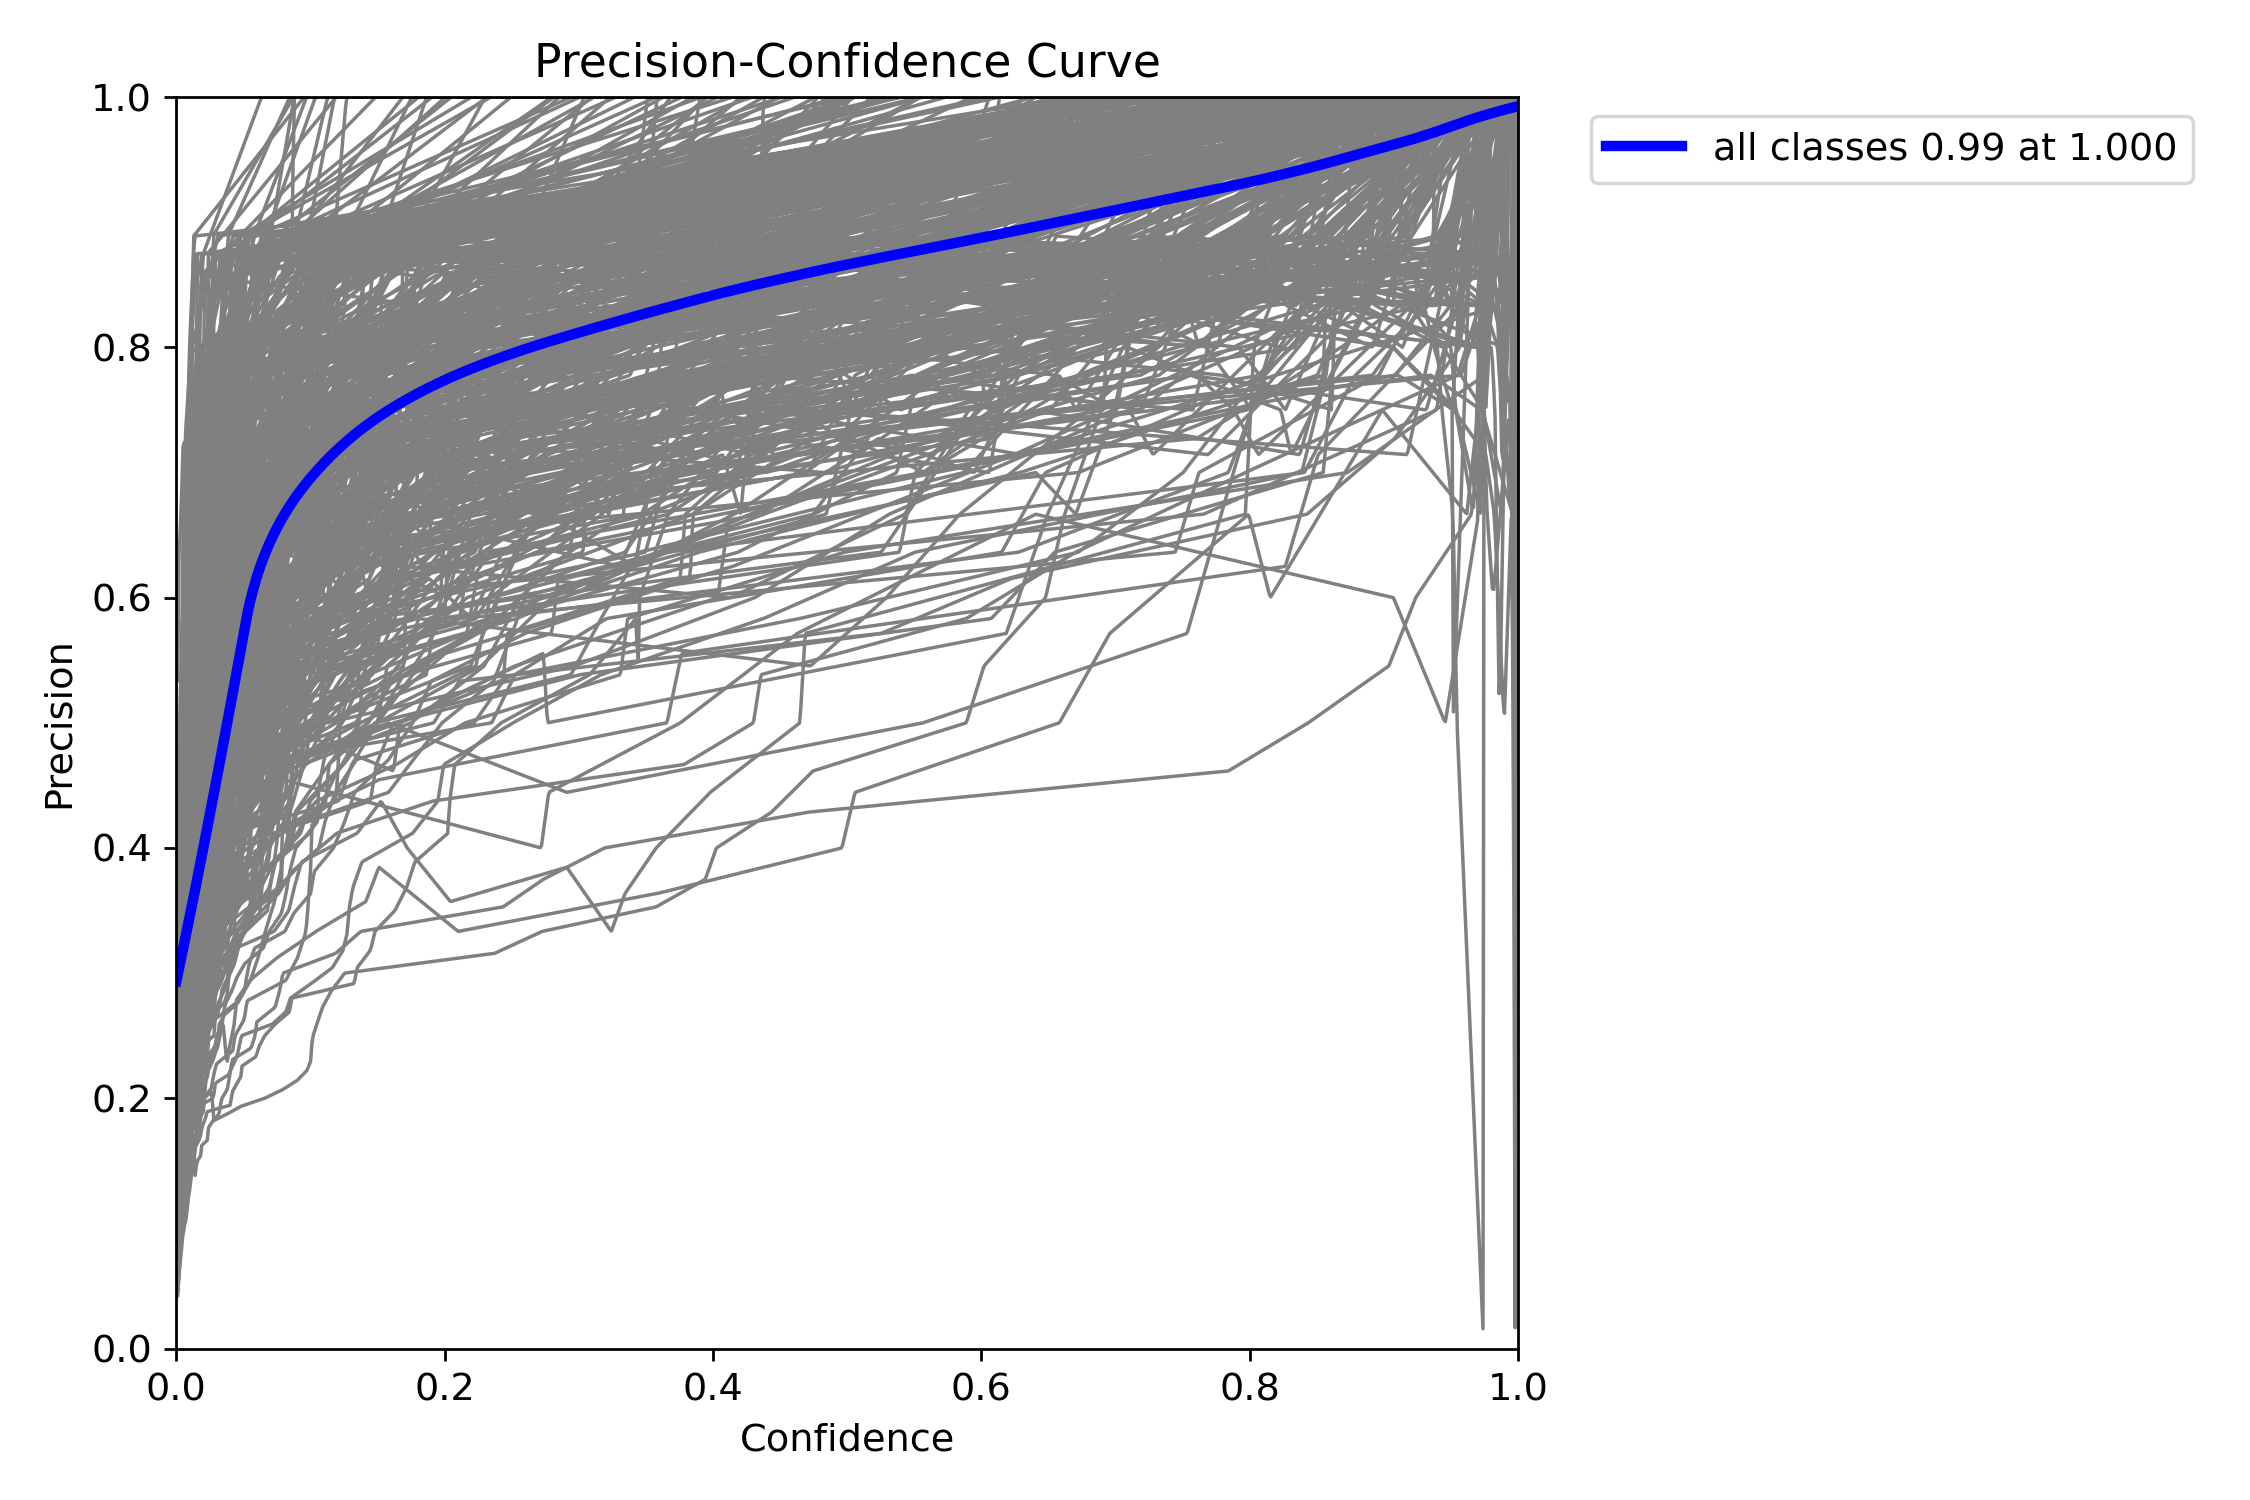 Precision-Confidence Curve
all classes 0.99 at 1.000
Precision
1.0
0.8
0.6
0.4
0.2
0.0
0.0 0.2 0.4 0.6 0.8 1.0
Confidence